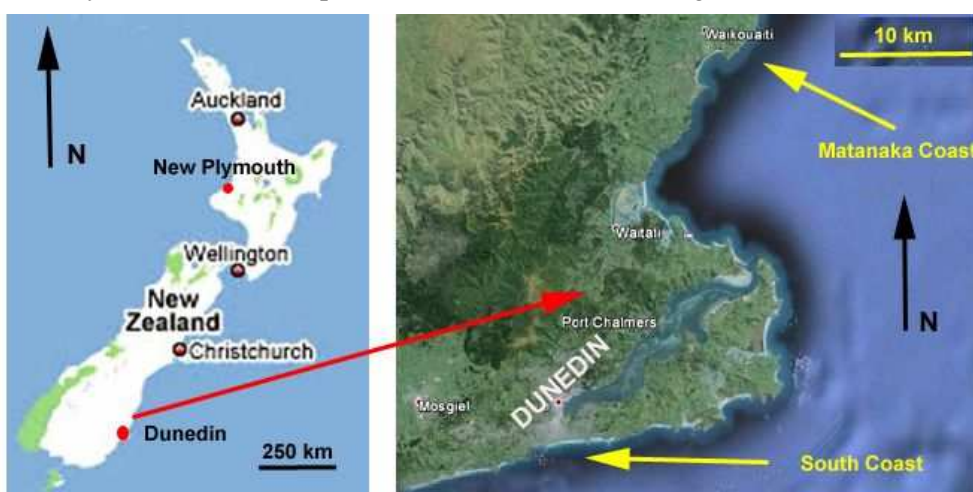 N
Auckland
New Plymouth
Wellington
New
Zealand
Christchurch
Dunedin
250 km
Waikouaiti
10 km
Matanaka Coast
Waitati
N
Port Chalmers
DUNEDIN
Mosgiel
South Coast